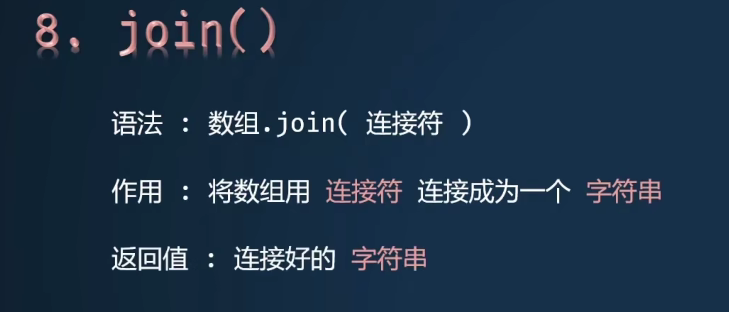 8. join()
语法 : 数组.join( 连接符 )
作用 : 将数组用 连接符 连接成为一个 字符串
返回值 : 连接好的 字符串